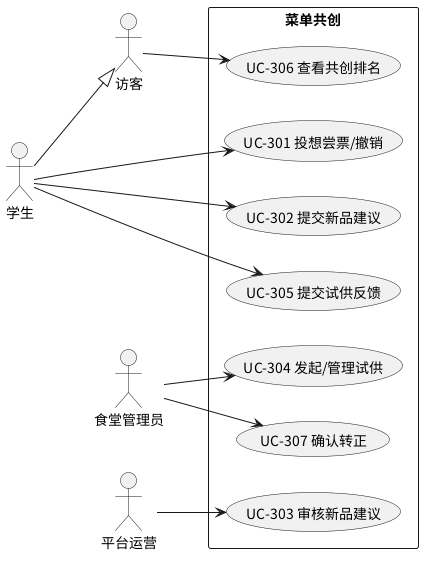 菜单共创
访客
UC-306 查看共创排名
UC-301 投想尝票/撤销
学生
UC-302 提交新品建议
UC-305 提交试供反馈
UC-304 发起/管理试供
食堂管理员
UC-307 确认转正
UC-303 审核新品建议
平台运营